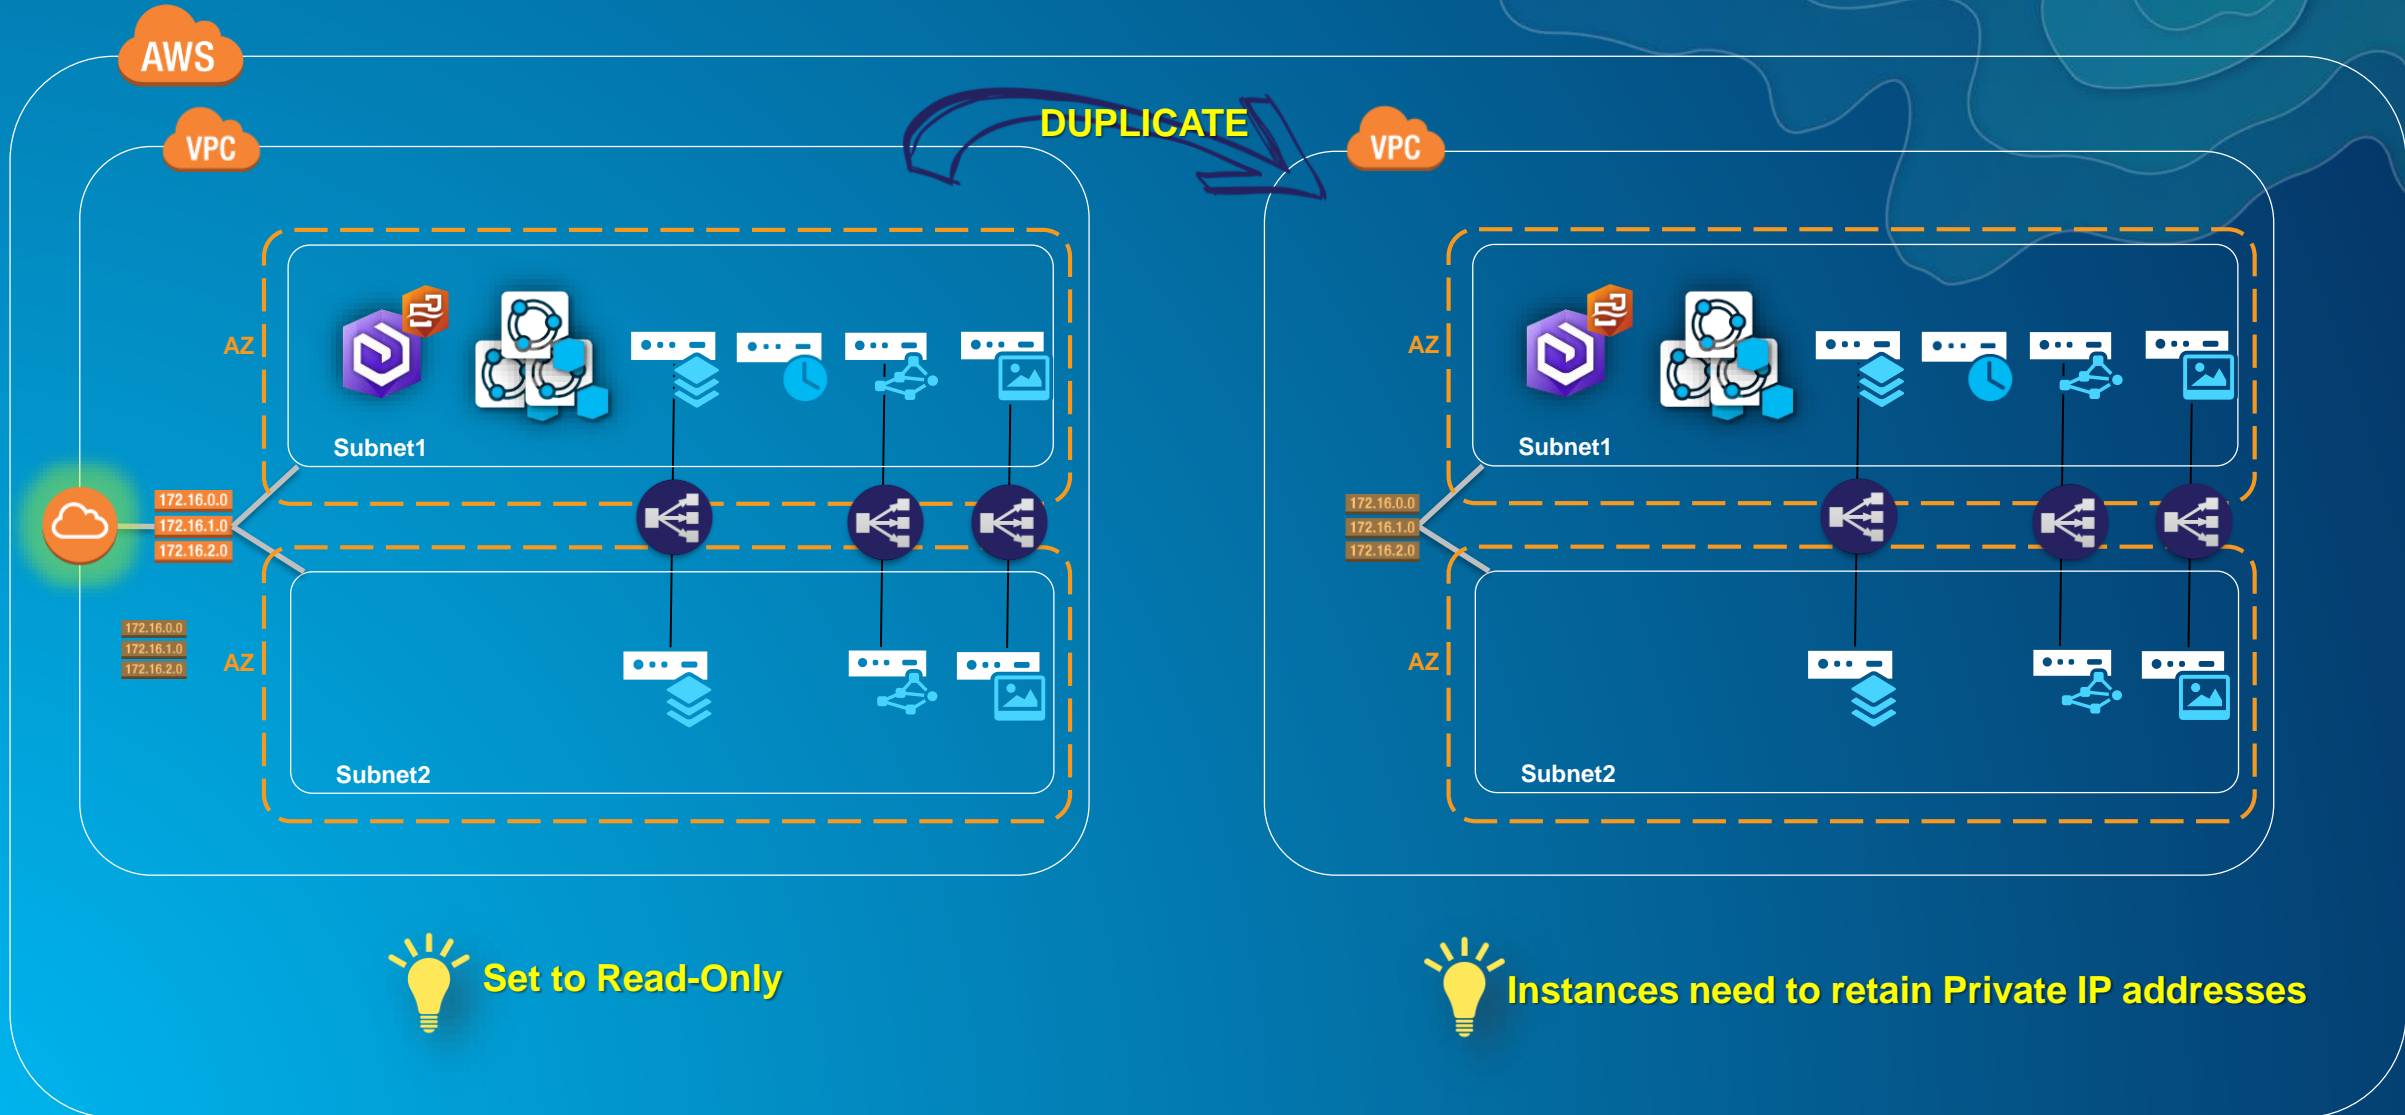 AWS
VPC
DUPLICATE
VPC
AZ
Subnet1
172.16.0.0
172.16.1.0
172.16.2.0
172.16.0.0
172.16.1.0
172.16.2.0
AZ
Subnet2
AZ
Subnet1
172.16.0.0
172.16.1.0
172.16.2.0
AZ
Subnet2
Set to Read-Only
Instances need to retain Private IP addresses